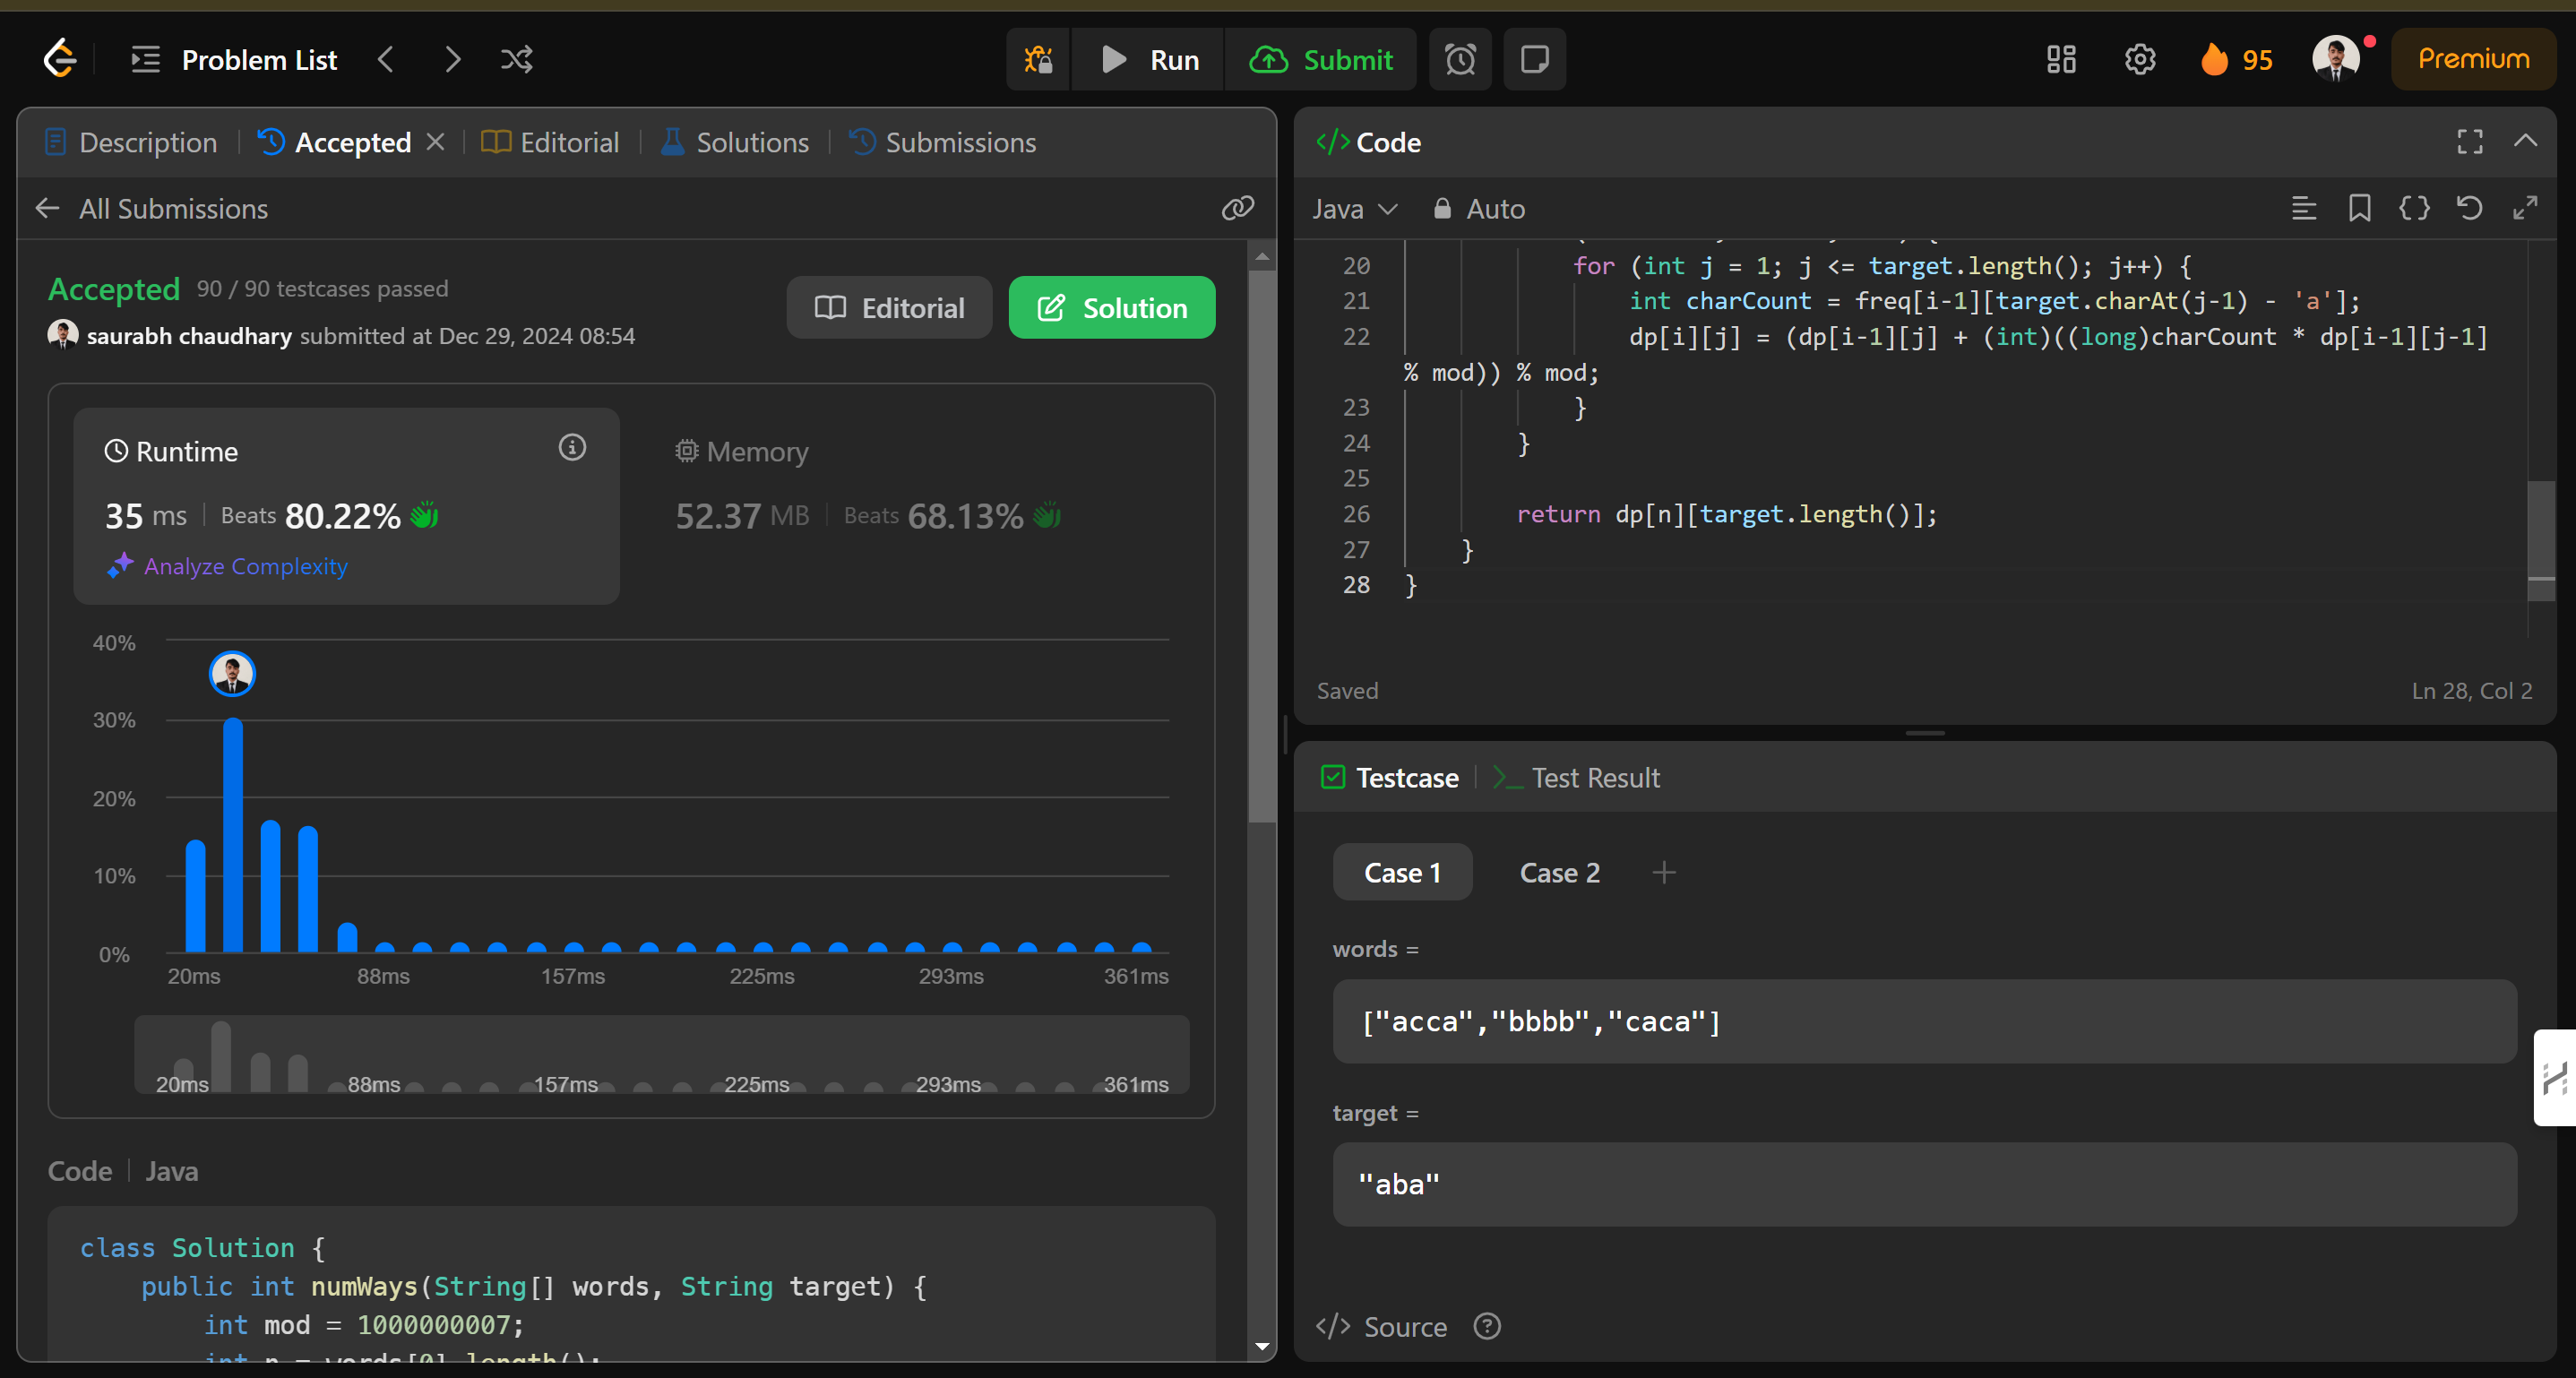 Problem List
Run
Submit
95
Premium
Description
Accepted
Editorial
Solutions
Submissions
All Submissions
Accepted 90 / 90 testcases passed
saurabh chaudhary submitted at Dec 29, 2024 08:54
Editorial
Solution
Runtime
35 ms
Beats 80.22%
Analyze Complexity
Memory
52.37 MB
Beats 68.13%
40%
30%
20%
10%
0%
20ms 88ms 157ms 225ms 293ms 361ms
20ms 88ms 157ms 225ms 293ms 361ms
Code | Java
class Solution {
public int numWays(String[] words, String target) {
int mod = 1000000007;
int n = words[0].length();
</> Code
Java
Auto
20 for (int j = 1; j <= target.length(); j++) {
21 int charCount = freq[i-1][target.charAt(j-1) - 'a'];
22 dp[i][j] = (dp[i-1][j] + (int)((long)charCount * dp[i-1][j-1]
% mod)) % mod;
23 }
24 }
25
26 return dp[n][target.length()];
27 }
28 }
Saved
Ln 28, Col 2
Testcase
>_ Test Result
Case 1
Case 2
+
words =
["acca","bbbb","caca"]
target =
"aba"
</> Source ?